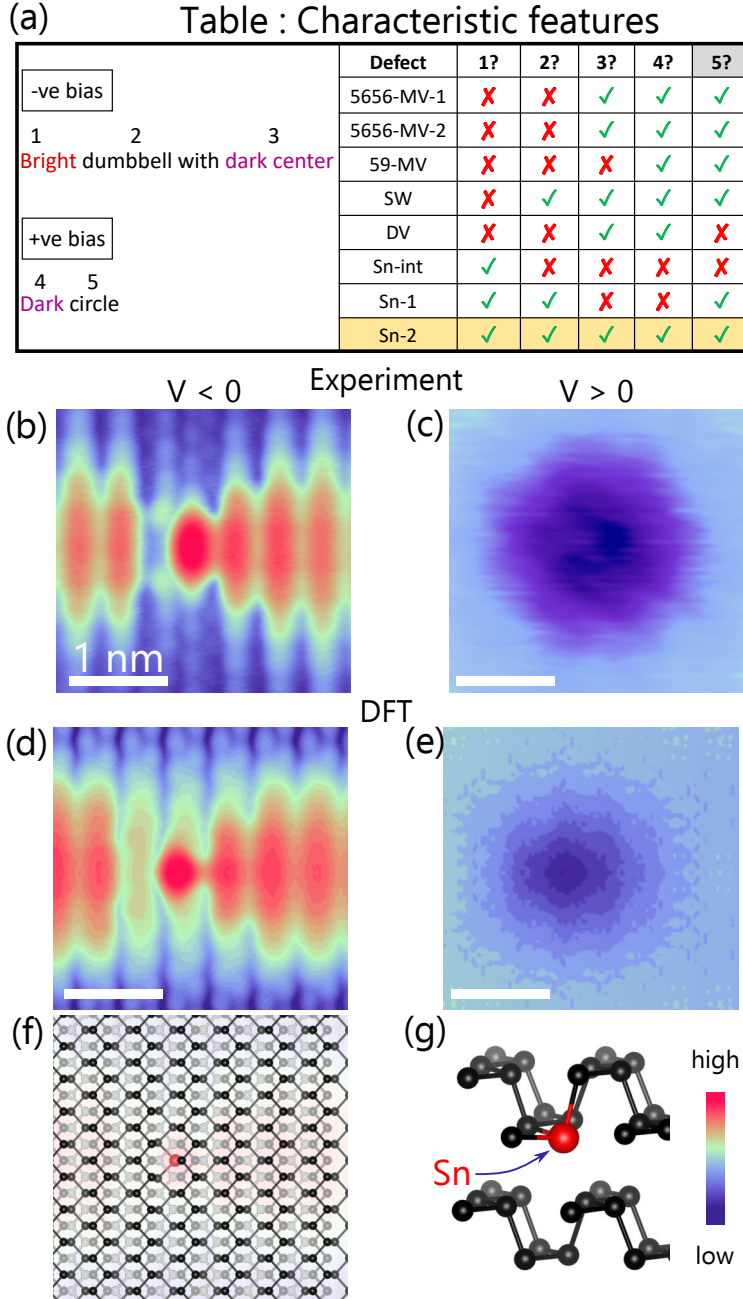 (a) Table : Characteristic features
-ve bias
1 2 3
Bright dumbbell with dark center
+ve bias
4 5
Dark circle
Defect 1? 2? 3? 4? 5?
5656-MV-1 ✗ ✗ ✓ ✓ ✓
5656-MV-2 ✗ ✗ ✓ ✓ ✓
59-MV ✗ ✗ ✗ ✓ ✓
SW ✗ ✓ ✓ ✓ ✓
DV ✗ ✗ ✓ ✓ ✗
Sn-int ✓ ✗ ✗ ✗ ✗
Sn-1 ✓ ✓ ✗ ✗ ✓
Sn-2 ✓ ✓ ✓ ✓ ✓
Experiment
V < 0 V > 0
(b) (c)
1 nm
DFT
(d) (e)
(f) (g)
high
Sn
low